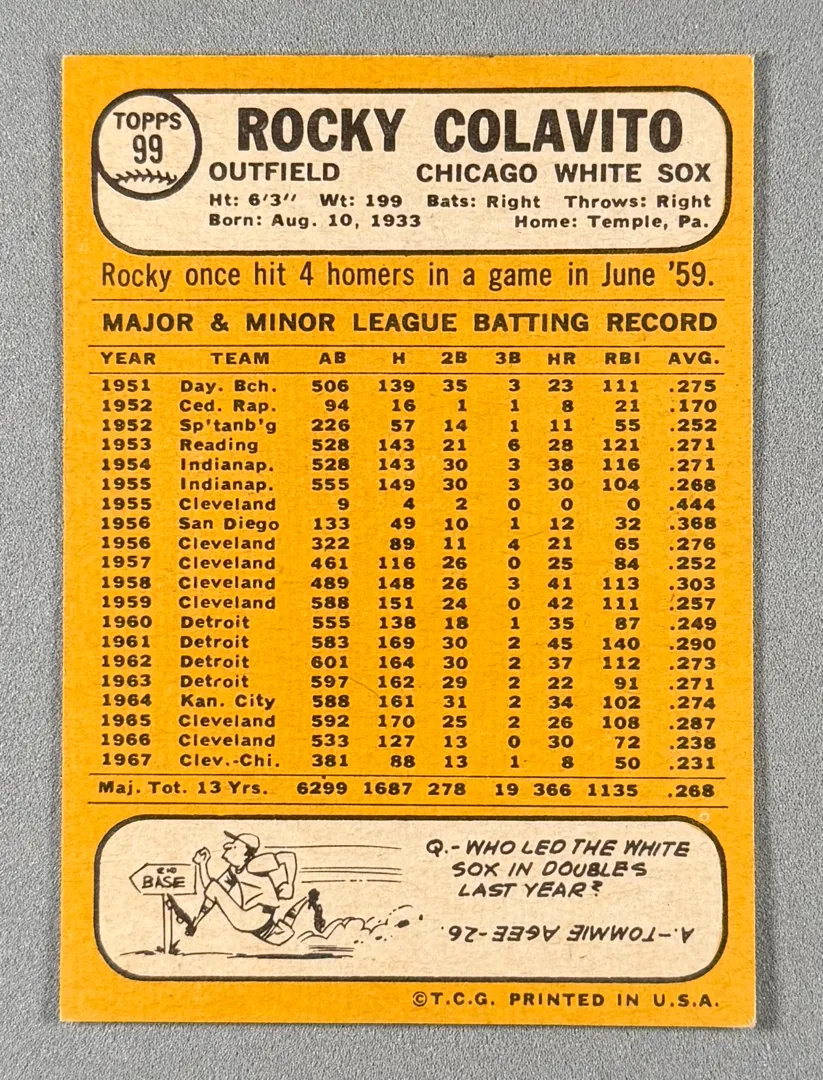 TOPPS
99
ROCKY COLAVITO
OUTFIELD CHICAGO WHITE SOX
Ht: 6'3" Wt: 199 Bats: Right Throws: Right
Born: Aug. 10, 1933 Home: Temple, Pa.
Rocky once hit 4 homers in a game in June '59.
MAJOR & MINOR LEAGUE BATTING RECORD
YEAR TEAM AB H 2B 3B HR RBI AVG.
1951 Day. Bch. 506 139 35 3 23 111 .275
1952 Ced. Rap. 94 16 1 1 8 21 .170
1952 Sp'tanb'g 226 57 14 1 11 55 .252
1953 Reading 528 143 21 6 28 121 .271
1954 Indianap. 528 143 30 3 38 116 .271
1955 Indianap. 555 149 30 3 30 104 .268
1955 Cleveland 9 4 2 0 0 0 .444
1956 San Diego 133 49 10 1 12 32 .368
1956 Cleveland 322 89 11 4 21 65 .276
1957 Cleveland 461 116 26 0 25 84 .252
1958 Cleveland 489 148 26 3 41 113 .303
1959 Cleveland 588 151 24 0 42 111 .257
1960 Detroit 555 138 18 1 35 87 .249
1961 Detroit 583 169 30 2 45 140 .290
1962 Detroit 601 164 30 2 37 112 .273
1963 Detroit 597 162 29 2 22 91 .271
1964 Kan. City 588 161 31 2 34 102 .274
1965 Cleveland 592 170 25 2 26 108 .287
1966 Cleveland 533 127 13 0 30 72 .238
1967 Clev.-Chi. 381 88 13 1 8 50 .231
Maj. Tot. 13 Yrs. 6299 1687 278 19 366 1135 .268
2ND
BASE
Q.- WHO LED THE WHITE
SOX IN DOUBLES
LAST YEAR?
A.-TOMMIE AGEE-26.
©T.C.G. PRINTED IN U.S.A.